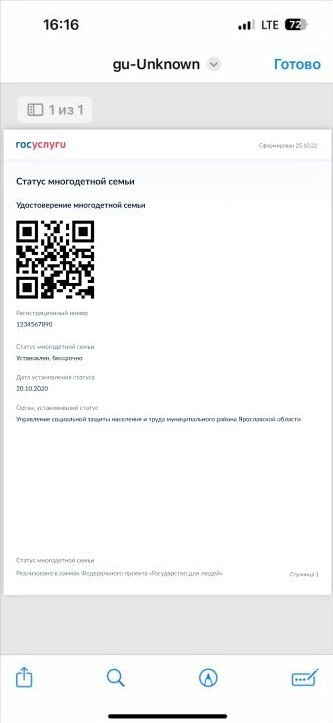 16:16
LTE 72
gu-Unknown
Готово
1 из 1
госуслуги
Сформирован 25.10.22
Статус многодетной семьи
Удостоверение многодетной семьи
Регистрационный номер
1234567890
Статус многодетной семьи
Установлен, бессрочно
Дата установления статуса
20.10.2020
Орган, установивший статус
Управление социальной защиты населения и труда муниципального района Ярославской области
Статус многодетной семьи
Реализовано в рамках Федерального проекта «Государство для людей»
Страница 1